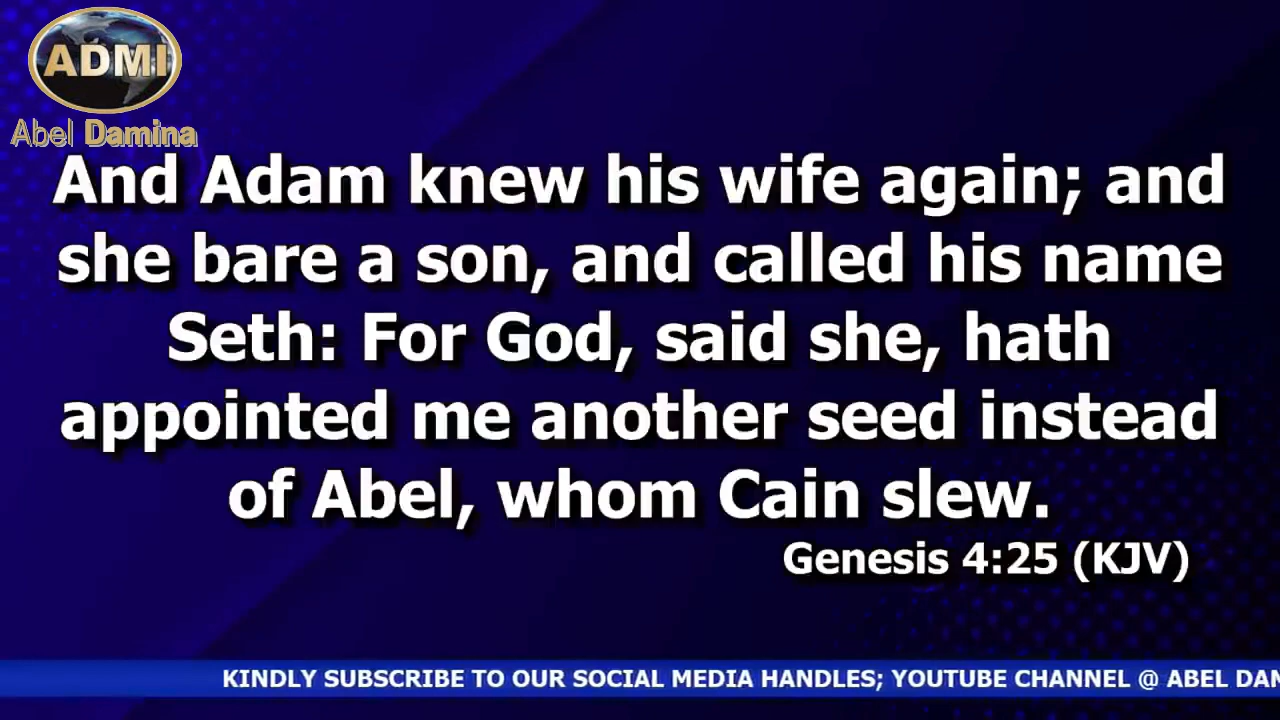 ADMI
Abel Damina
And Adam knew his wife again; and
she bare a son, and called his name
Seth: For God, said she, hath
appointed me another seed instead
of Abel, whom Cain slew.
Genesis 4:25 (KJV)
KINDLY SUBSCRIBE TO OUR SOCIAL MEDIA HANDLES; YOUTUBE CHANNEL @ ABEL